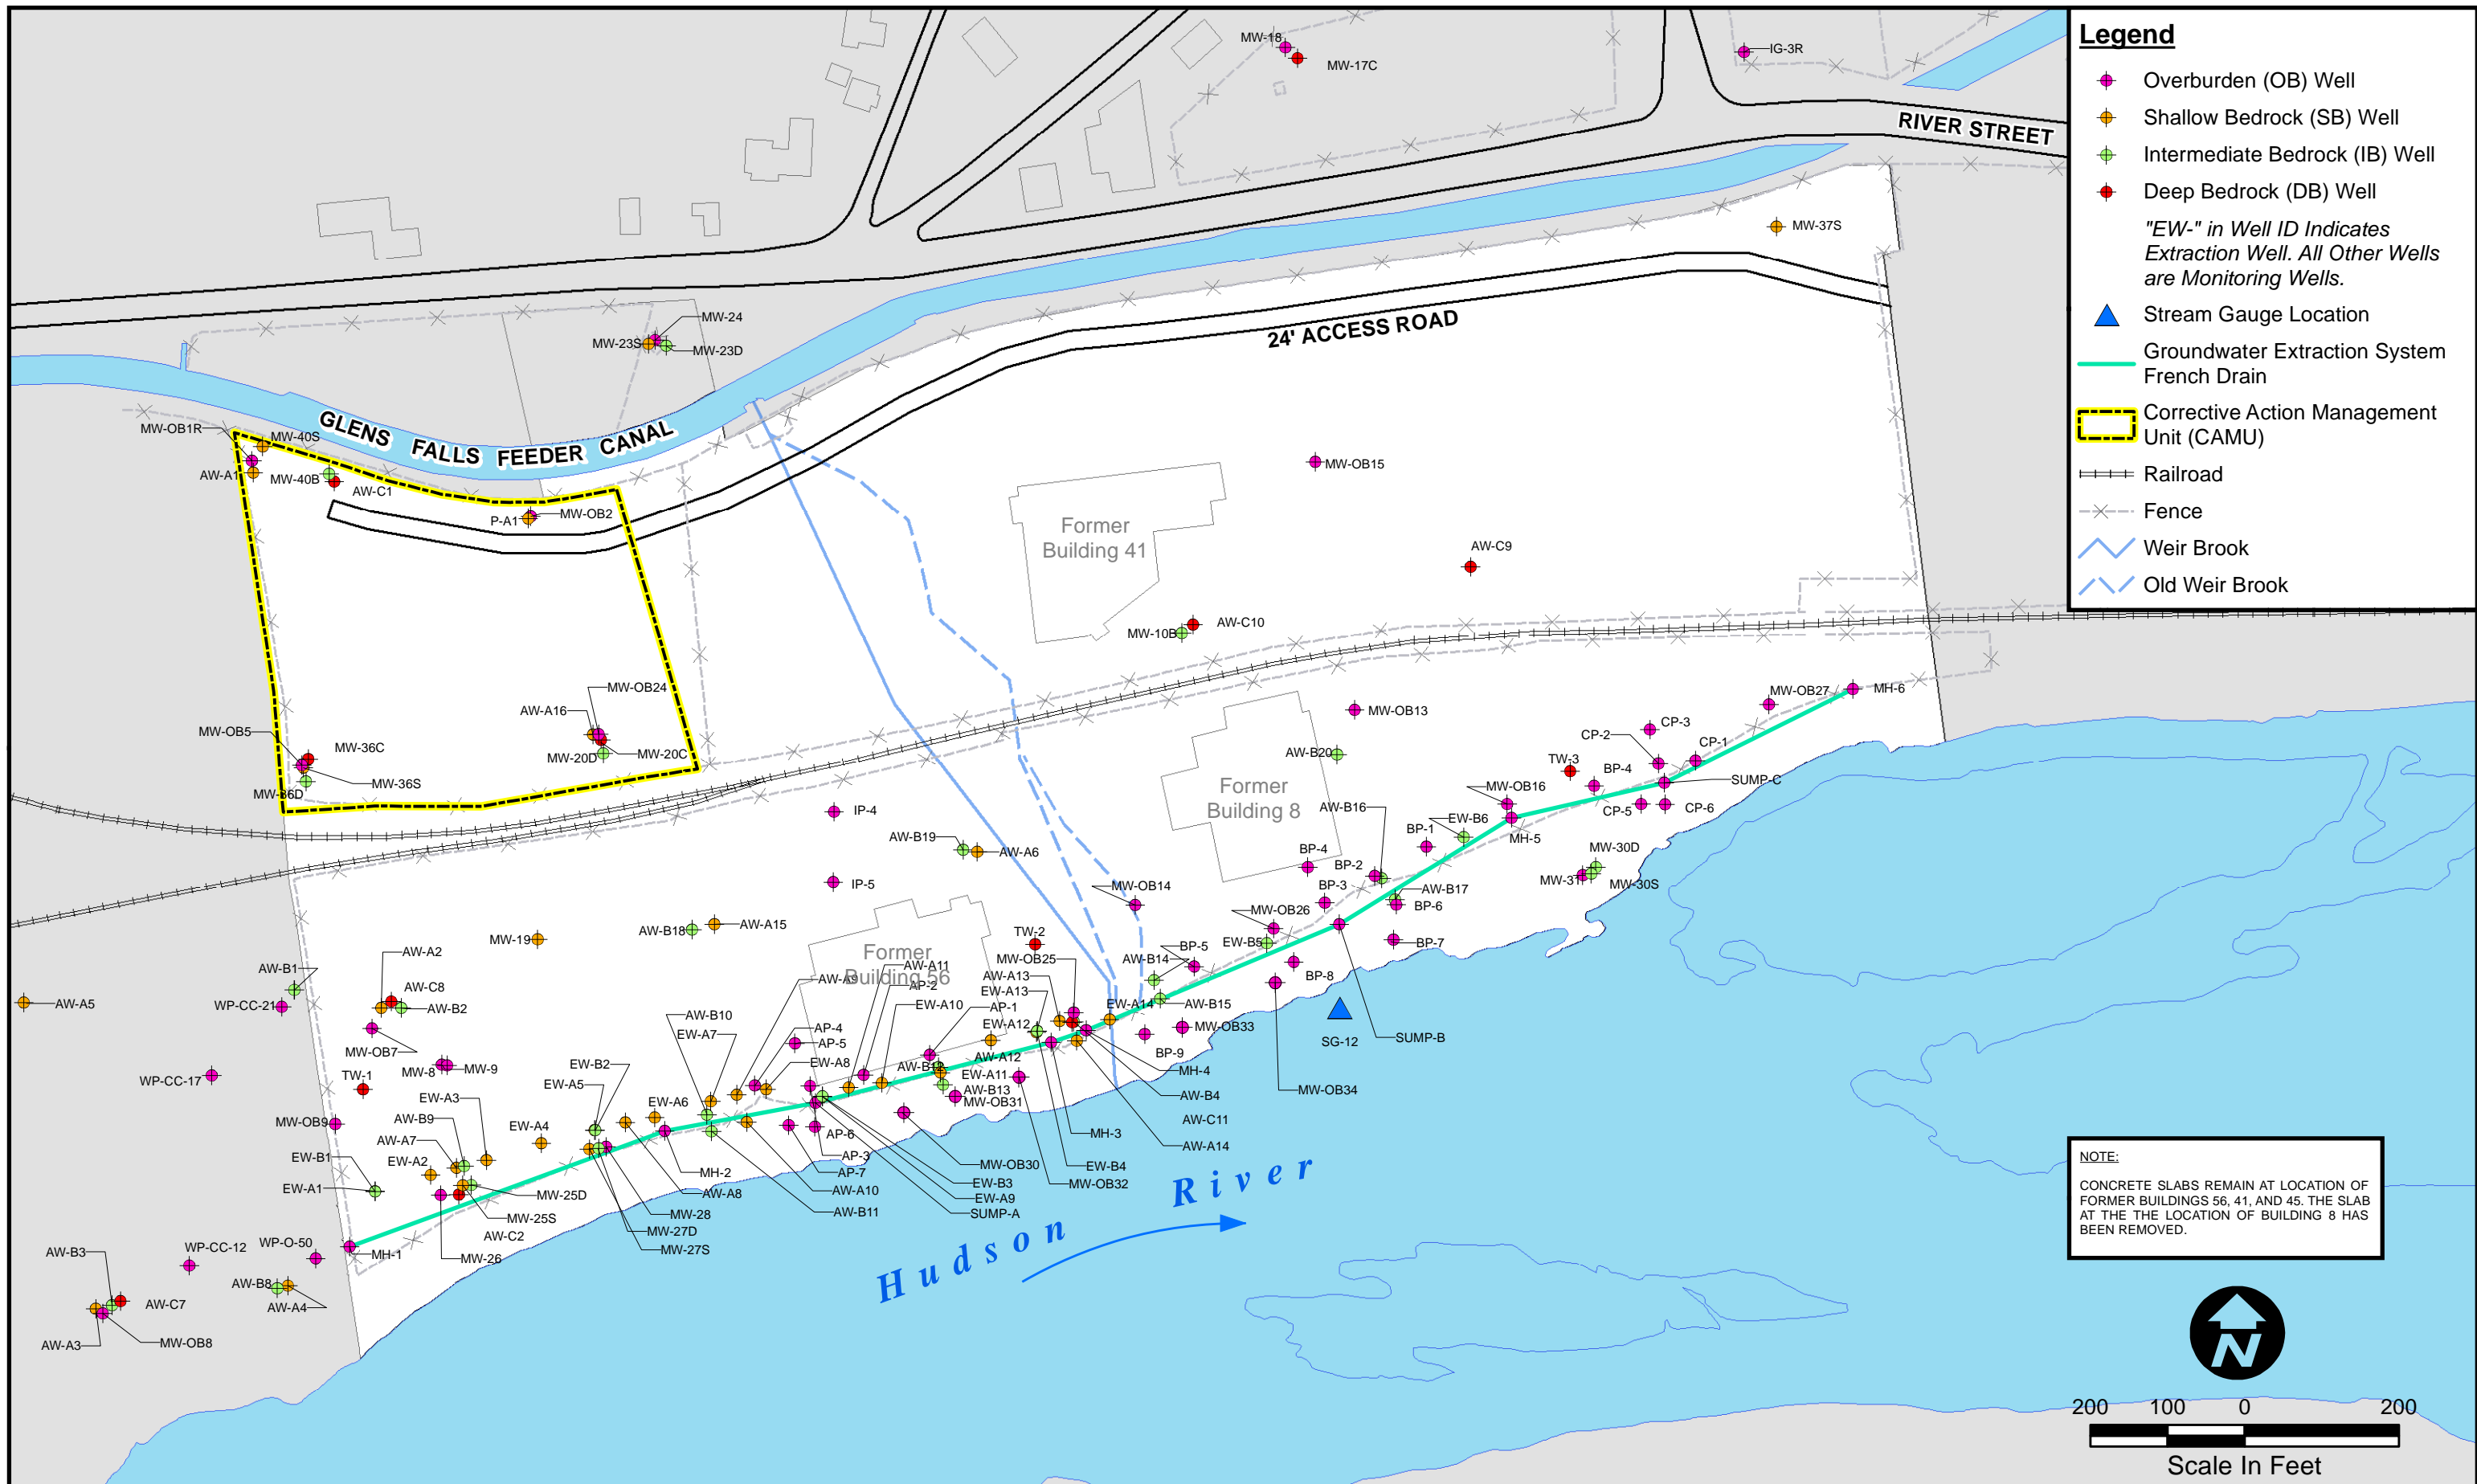 MW-18
MW-17C
IG-3R
RIVER STREET
MW-37S
24' ACCESS ROAD
MW-24
MW-23S
MW-23D
GLENS FALLS FEEDER CANAL
MW-OB1R
MW-40S
AW-A1
MW-40B
AW-C1
P-A1
MW-OB2
MW-OB15
Former
Building 41
AW-C9
AW-C10
MW-10B
MW-OB24
AW-A16
MW-20D
MW-20C
MW-OB5
MW-36C
MW-36S
MW-36D
MW-OB13
MW-OB27
MH-6
CP-3
CP-2
CP-1
AW-B20
TW-3
BP-4
SUMP-C
Former
Building 8
MW-OB16
CP-5
CP-6
IP-4
AW-B16
AW-B19
AW-A6
BP-1
EW-B6
MH-5
BP-4
BP-2
MW-30D
MW-31
MW-30S
IP-5
MW-OB14
BP-3
AW-B17
BP-6
MW-OB26
AW-B18
AW-A15
MW-19
TW-2
EW-B5
BP-7
Former
Building 56
AW-A2
MW-OB25
BP-5
AW-B14
BP-8
AW-A9
AW-A11
AP-2
AW-A13
EW-A13
AW-B1
AW-C8
AW-B2
WP-CC-21
AW-A5
EW-A10
AP-1
EW-A14
AW-B15
AW-B10
EW-A7
AP-4
AP-5
EW-A12
MW-OB33
SG-12
SUMP-B
MW-OB7
MW-8
MW-9
EW-B2
EW-A8
AW-B12
AW-A12
BP-9
WP-CC-17
TW-1
EW-A5
EW-A11
MH-4
AW-B13
MW-OB31
AW-B4
MW-OB34
EW-A3
EW-A6
MW-OB9
AW-B9
EW-A4
AP-6
AW-C11
MH-3
AW-A7
AW-A14
EW-B1
EW-A2
AP-3
MH-2
AP-7
MW-OB30
EW-B4
EW-A1
MW-25D
AW-A8
AW-A10
EW-B3
MW-OB32
EW-A9
MW-25S
MW-28
AW-B11
SUMP-A
AW-C2
MW-27D
MW-27S
WP-CC-12
WP-O-50
MH-1
MW-26
AW-B3
AW-B8
AW-A4
AW-C7
AW-A3
MW-OB8
Hudson River
Legend
Overburden (OB) Well
Shallow Bedrock (SB) Well
Intermediate Bedrock (IB) Well
Deep Bedrock (DB) Well
"EW-" in Well ID Indicates
Extraction Well. All Other Wells
are Monitoring Wells.
Stream Gauge Location
Groundwater Extraction System
French Drain
Corrective Action Management
Unit (CAMU)
Railroad
Fence
Weir Brook
Old Weir Brook
NOTE:
CONCRETE SLABS REMAIN AT LOCATION OF
FORMER BUILDINGS 56, 41, AND 45. THE SLAB
AT THE THE LOCATION OF BUILDING 8 HAS
BEEN REMOVED.
N
200 100 0 200
Scale In Feet